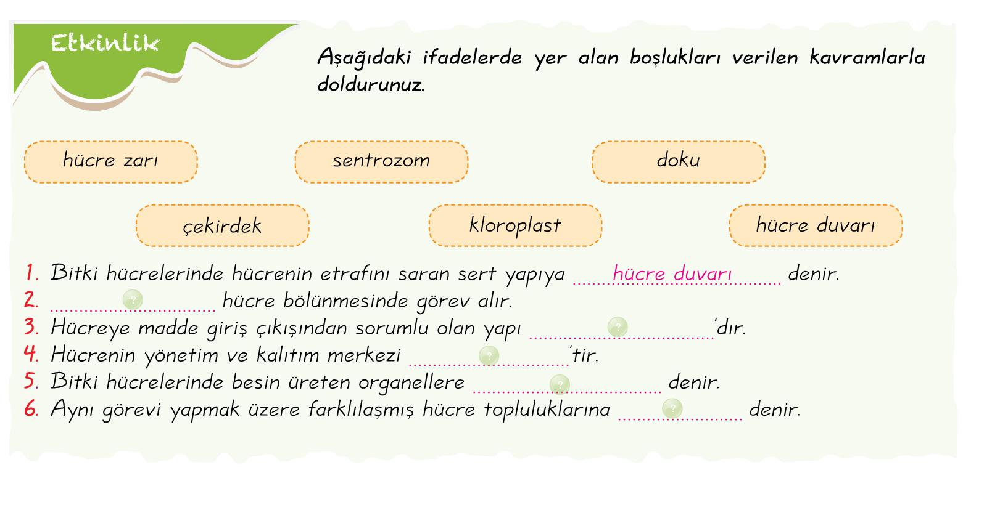 Etkinlik
Aşağıdaki ifadelerde yer alan boşlukları verilen kavramlarla
doldurunuz.
hücre zarı
sentrozom
doku
çekirdek
kloroplast
hücre duvarı
1. Bitki hücrelerinde hücrenin etrafını saran sert yapıya hücre duvarı denir.
2. ? hücre bölünmesinde görev alır.
3. Hücreye madde giriş çıkışından sorumlu olan yapı ? 'dır.
4. Hücrenin yönetim ve kalıtım merkezi ? 'tir.
5. Bitki hücrelerinde besin üreten organellere ? denir.
6. Aynı görevi yapmak üzere farklılaşmış hücre topluluklarına ? denir.